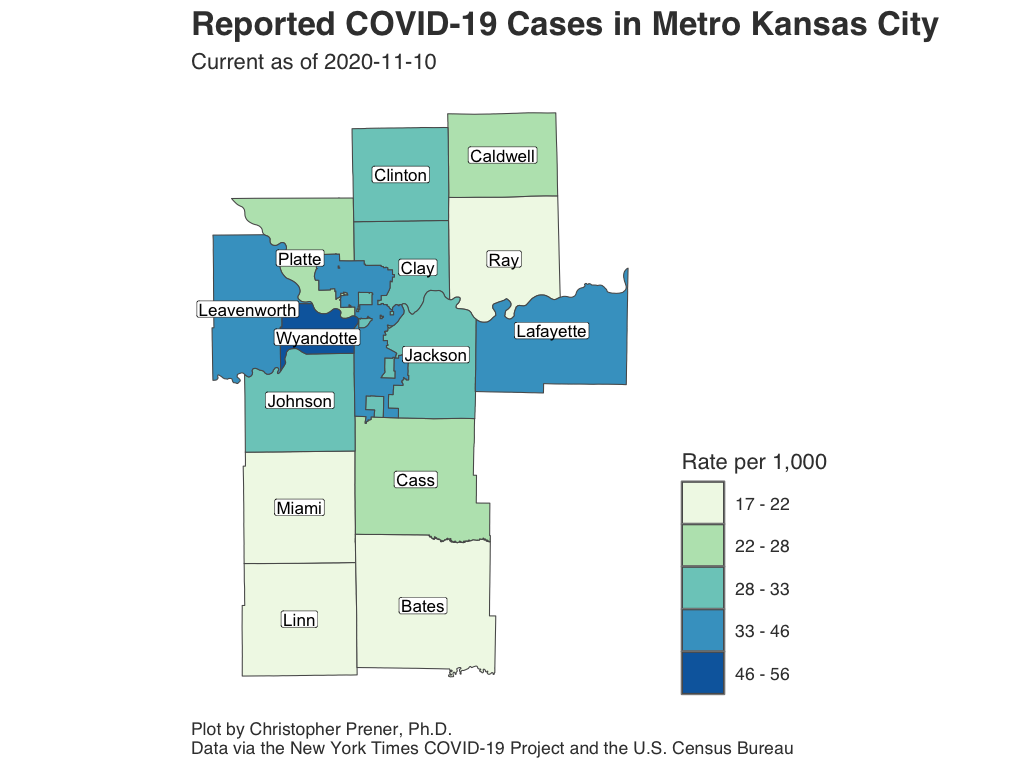 Reported COVID-19 Cases in Metro Kansas City
Current as of 2020-11-10
Caldwell
Clinton
Platte
Clay
Ray
Leavenworth
Wyandotte
Lafayette
Jackson
Johnson
Cass
Miami
Bates
Linn
Rate per 1,000
17 - 22
22 - 28
28 - 33
33 - 46
46 - 56
Plot by Christopher Prener, Ph.D.
Data via the New York Times COVID-19 Project and the U.S. Census Bureau